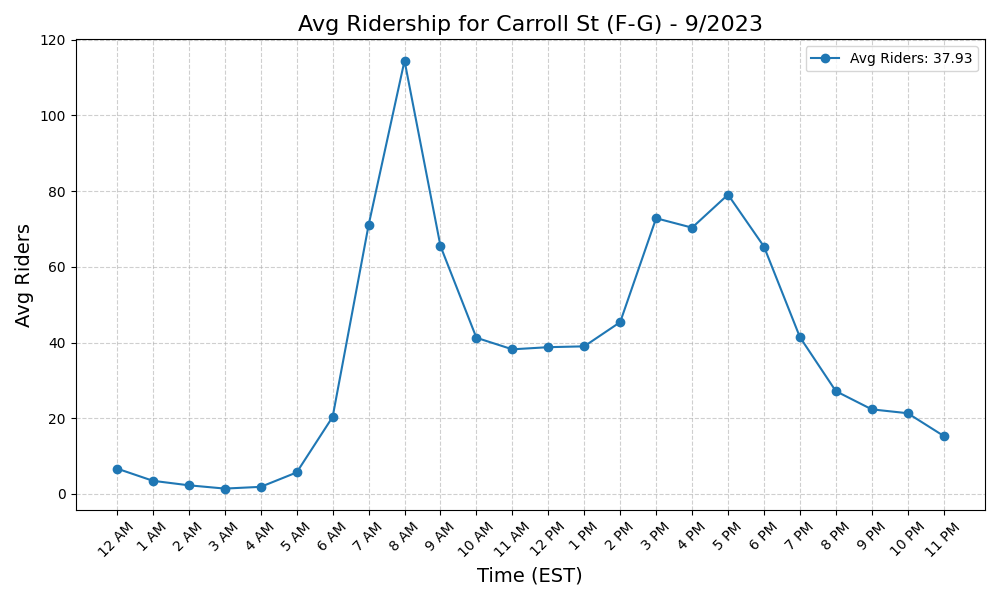 Avg Ridership for Carroll St (F-G) - 9/2023
Avg Riders: 37.93
Avg Riders
120
100
80
60
40
20
0
12 AM
1 AM
2 AM
3 AM
4 AM
5 AM
6 AM
7 AM
8 AM
9 AM
10 AM
11 AM
12 PM
1 PM
2 PM
3 PM
4 PM
5 PM
6 PM
7 PM
8 PM
9 PM
10 PM
11 PM
Time (EST)